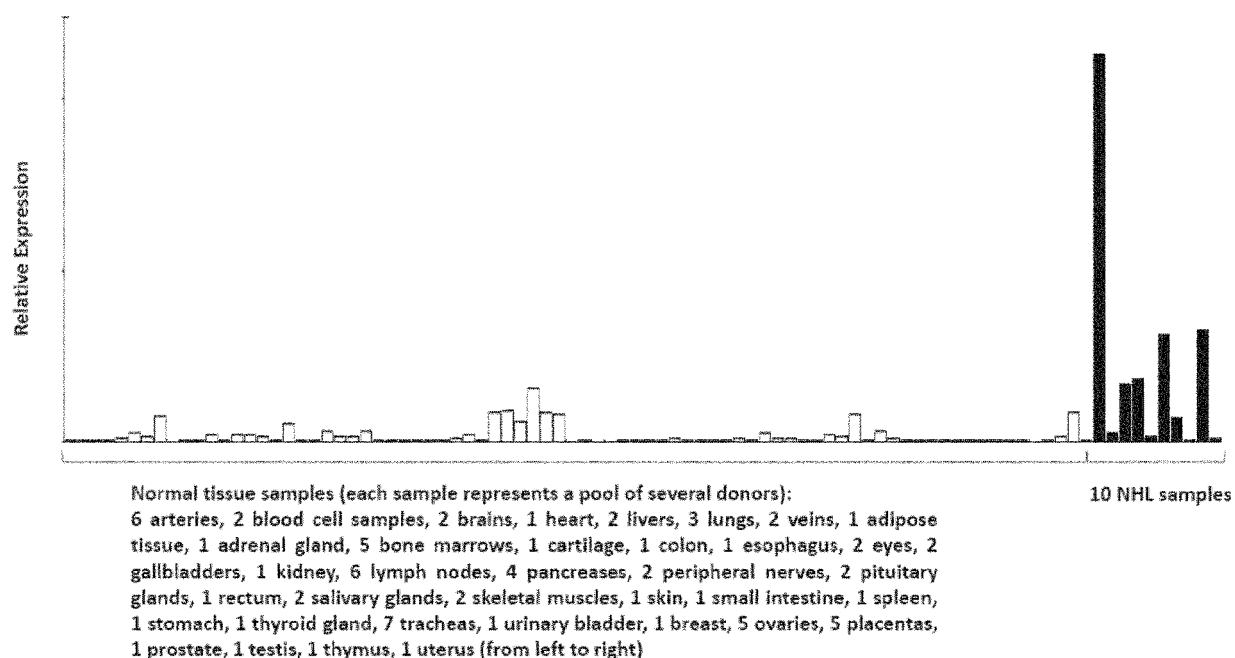 Relative Expression
Normal tissue samples (each sample represents a pool of several donors):
6 arteries, 2 blood cell samples, 2 brains, 1 heart, 2 livers, 3 lungs, 2 veins, 1 adipose
tissue, 1 adrenal gland, 5 bone marrows, 1 cartilage, 1 colon, 1 esophagus, 2 eyes, 2
gallbladders, 1 kidney, 6 lymph nodes, 4 pancreases, 2 peripheral nerves, 2 pituitary
glands, 1 rectum, 2 salivary glands, 2 skeletal muscles, 1 skin, 1 small intestine, 1 spleen,
1 stomach, 1 thyroid gland, 7 tracheas, 1 urinary bladder, 1 breast, 5 ovaries, 5 placentas,
1 prostate, 1 testis, 1 thymus, 1 uterus (from left to right)
10 NHL samples